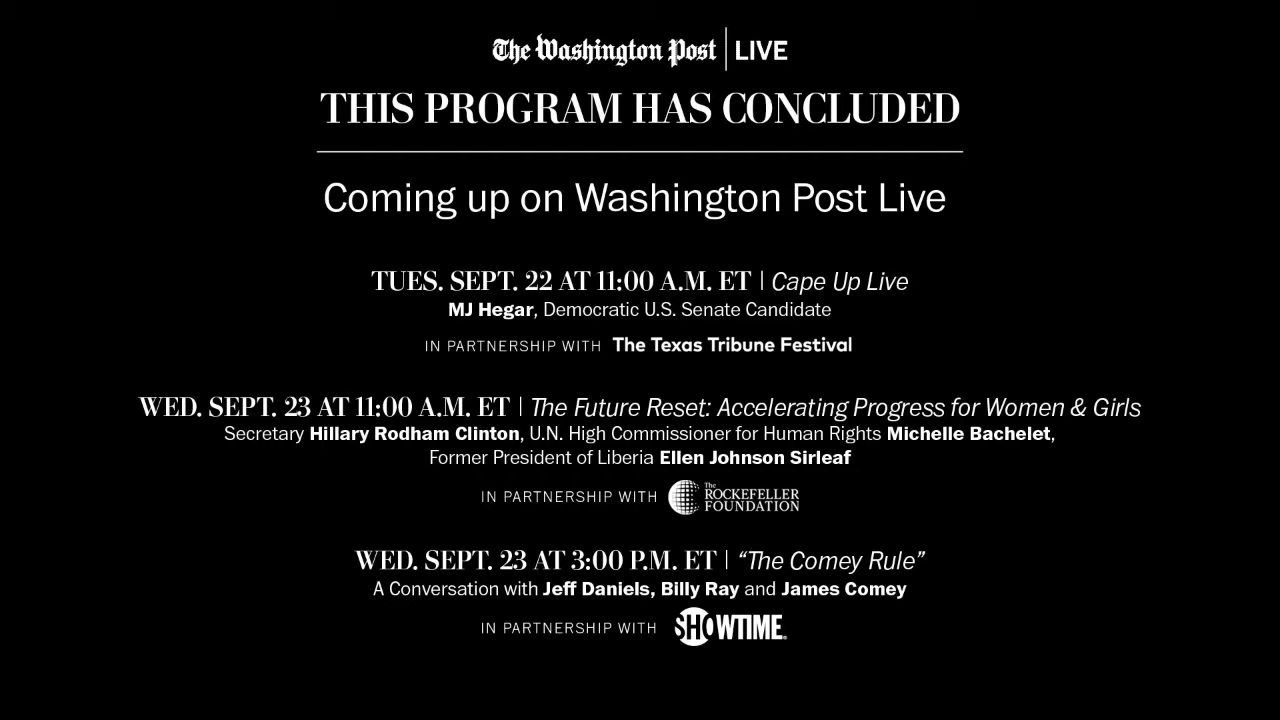 The Washington Post | LIVE
THIS PROGRAM HAS CONCLUDED
Coming up on Washington Post Live
TUES. SEPT. 22 AT 11:00 A.M. ET | Cape Up Live
MJ Hegar, Democratic U.S. Senate Candidate
IN PARTNERSHIP WITH The Texas Tribune Festival
WED. SEPT. 23 AT 11:00 A.M. ET | The Future Reset: Accelerating Progress for Women & Girls
Secretary Hillary Rodham Clinton, U.N. High Commissioner for Human Rights Michelle Bachelet,
Former President of Liberia Ellen Johnson Sirleaf
IN PARTNERSHIP WITH The ROCKEFELLER FOUNDATION
WED. SEPT. 23 AT 3:00 P.M. ET | “The Comey Rule”
A Conversation with Jeff Daniels, Billy Ray and James Comey
IN PARTNERSHIP WITH SHOWTIME®